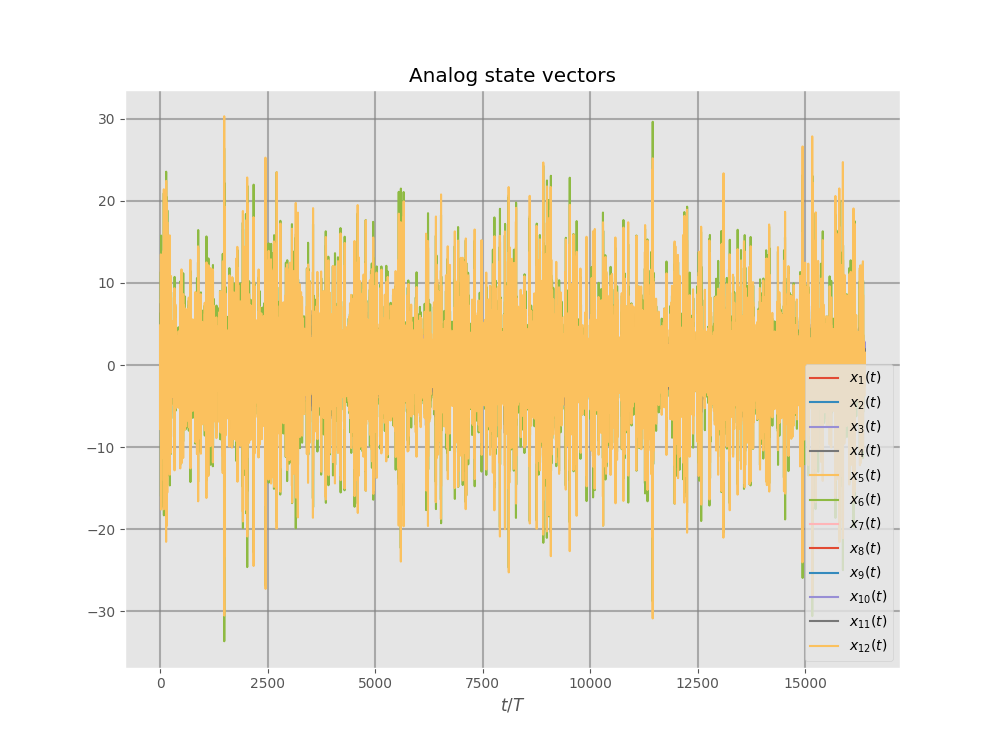 Analog state vectors
30
20
10
0
−10
−20
−30
x₁(t)
x₂(t)
x₃(t)
x₄(t)
x₅(t)
x₆(t)
x₇(t)
x₈(t)
x₉(t)
x₁₀(t)
x₁₁(t)
x₁₂(t)
0 2500 5000 7500 10000 12500 15000
t/T